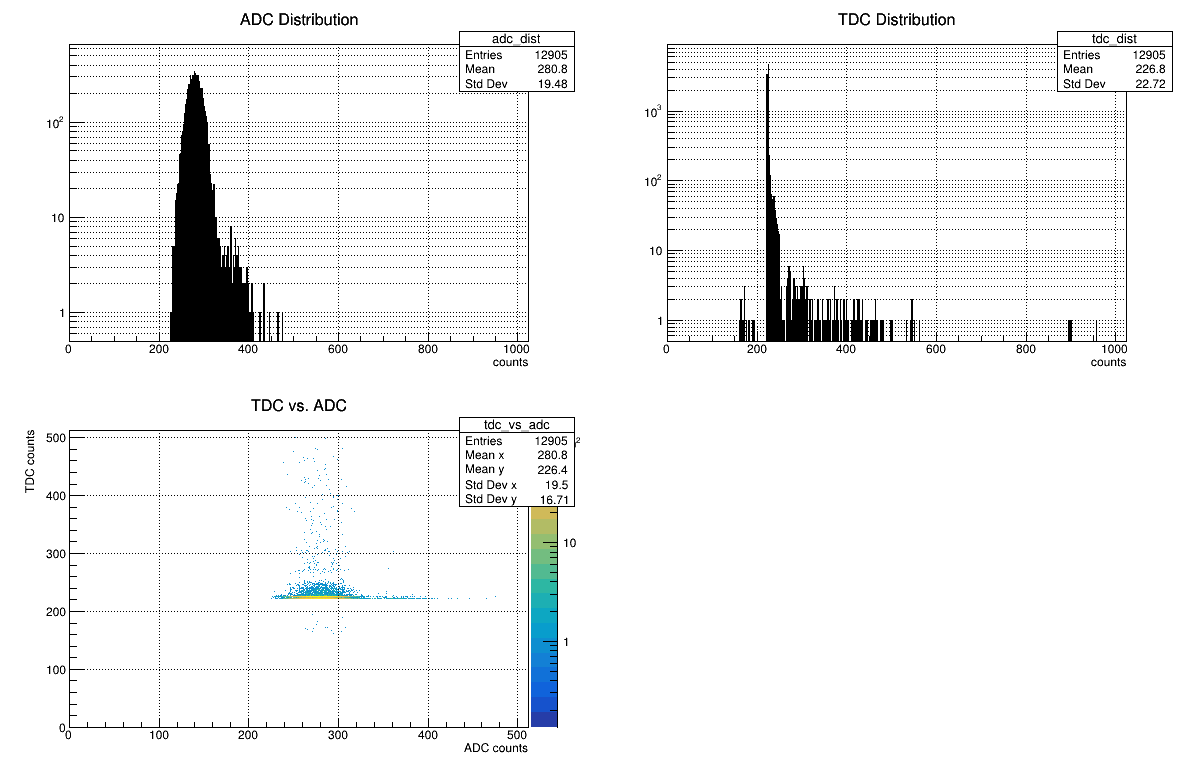 ADC Distribution
adc_dist
Entries 12905
Mean 280.8
Std Dev 19.48
10²
10
1
0 200 400 600 800 1000
counts
TDC Distribution
tdc_dist
Entries 12905
Mean 226.8
Std Dev 22.72
10³
10²
10
1
0 200 400 600 800 1000
counts
TDC vs. ADC
tdc_vs_adc
Entries 12905
Mean x 280.8
Mean y 226.4
Std Dev x 19.5
Std Dev y 16.71
TDC counts
500
400
300
200
100
0
0 100 200 300 400 500
ADC counts
2
10
1